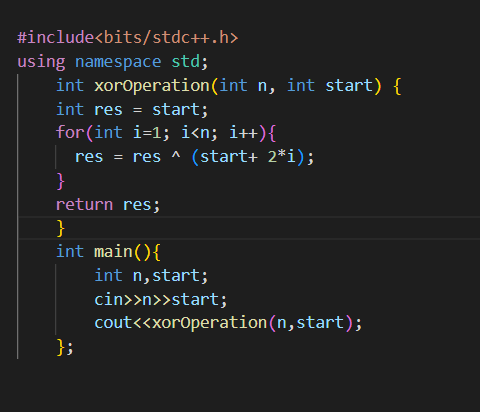 #include<bits/stdc++.h>
using namespace std;
    int xorOperation(int n, int start) {
    int res = start;
    for(int i=1; i<n; i++){
      res = res ^ (start+ 2*i);
    }
    return res;
    }
    int main(){
        int n,start;
        cin>>n>>start;
        cout<<xorOperation(n,start);
    };